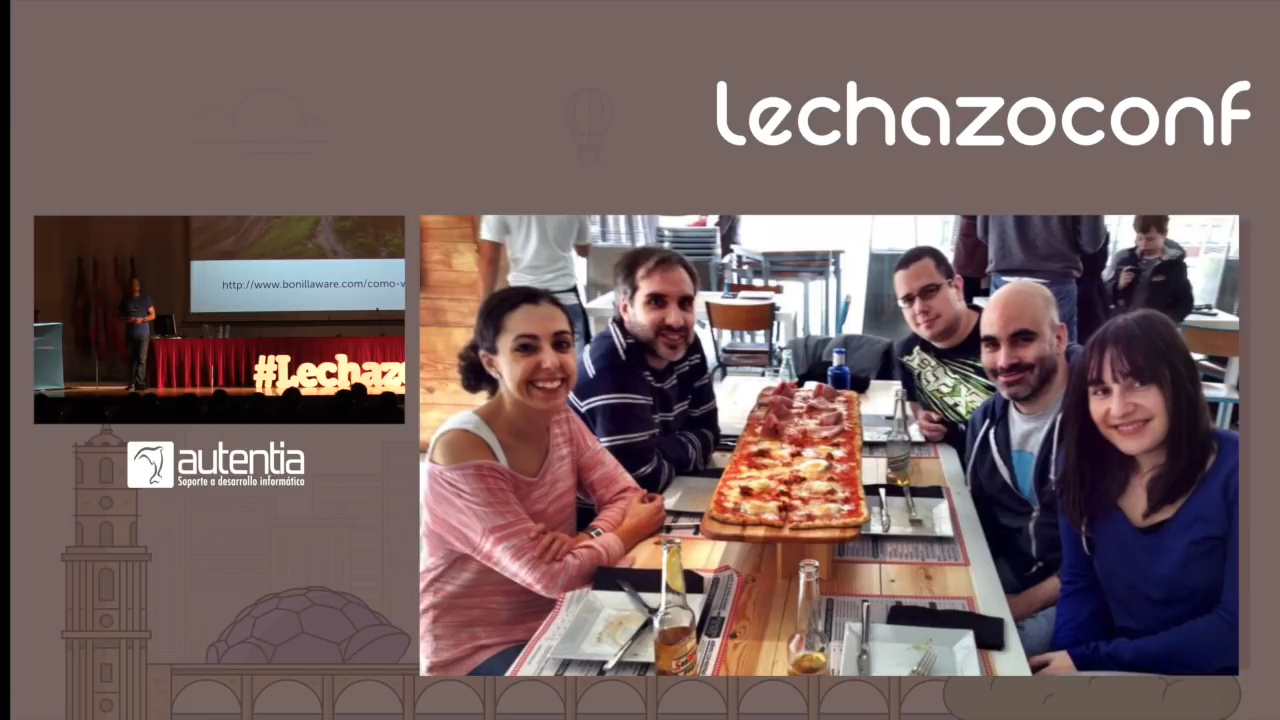 lechazoconf
http://www.bonillaware.com/como-v
#Lechaz
autentia
Soporte a desarrollo informático